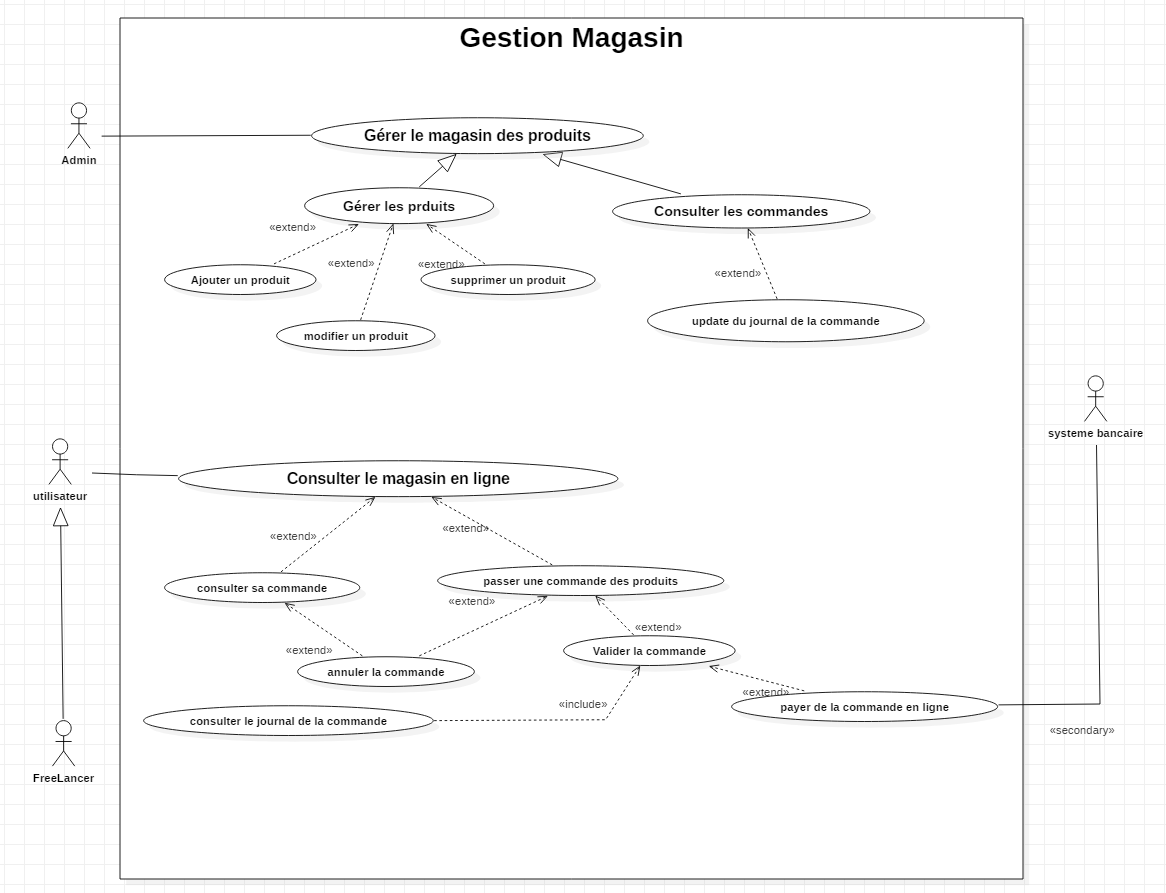 Gestion Magasin
Admin
Gérer le magasin des produits
Gérer les prduits
Consulter les commandes
«extend»
«extend»
«extend»
«extend»
Ajouter un produit
supprimer un produit
modifier un produit
update du journal de la commande
systeme bancaire
utilisateur
Consulter le magasin en ligne
«extend»
«extend»
consulter sa commande
passer une commande des produits
«extend»
«extend»
«extend»
Valider la commande
annuler la commande
«extend»
«include»
payer de la commande en ligne
consulter le journal de la commande
«secondary»
FreeLancer